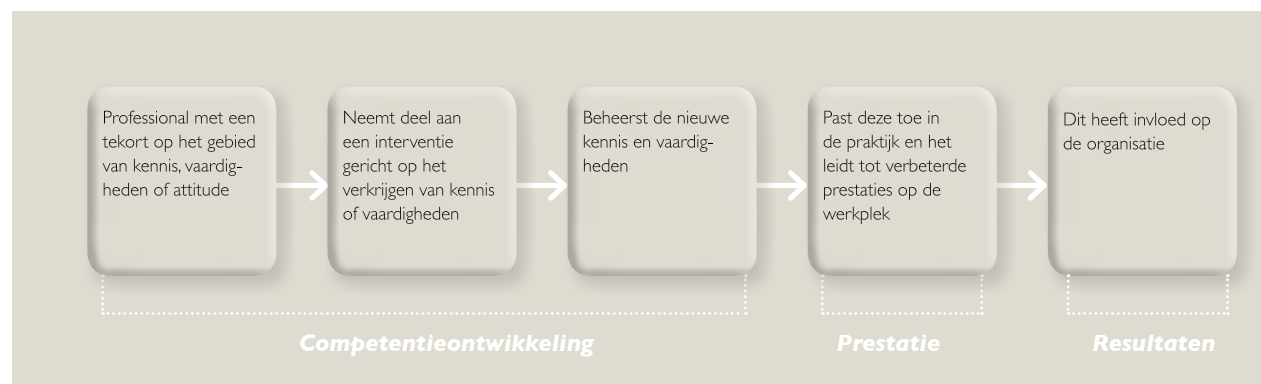 Professional met een
tekort op het gebied
van kennis, vaardig-
heden of attitude
Neemt deel aan
een interventie
gericht op het
verkrijgen van kennis
of vaardigheden
Beheerst de nieuwe
kennis en vaardig-
heden
Past deze toe in
de praktijk en het
leidt tot verbeterde
prestaties op de
werkplek
Dit heeft invloed op
de organisatie
Competentieontwikkeling
Prestatie
Resultaten